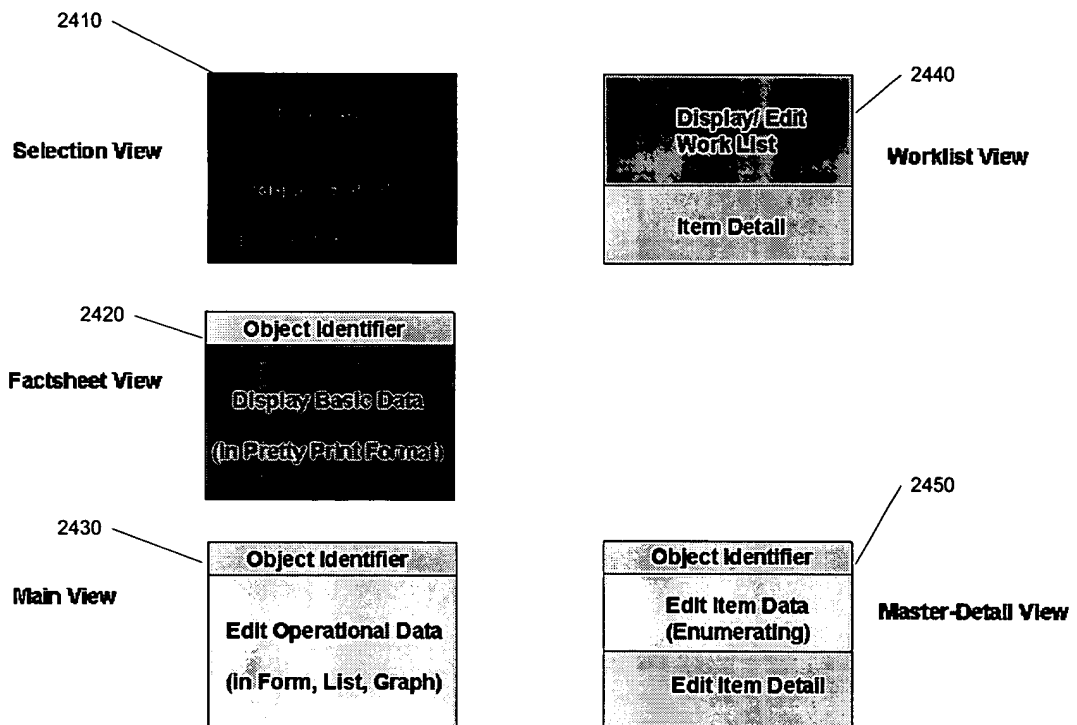 2410
Selection View
2440
Display/ Edit
Work List
Item Detail
Worklist View
2420
Object Identifier
Factsheet View
Display Basic Data
(in Pretty Print Format)
2430
Object Identifier
Main View
Edit Operational Data
(in Form, List, Graph)
2450
Object Identifier
Edit Item Data
(Enumerating)
Edit Item Detail
Master-Detail View